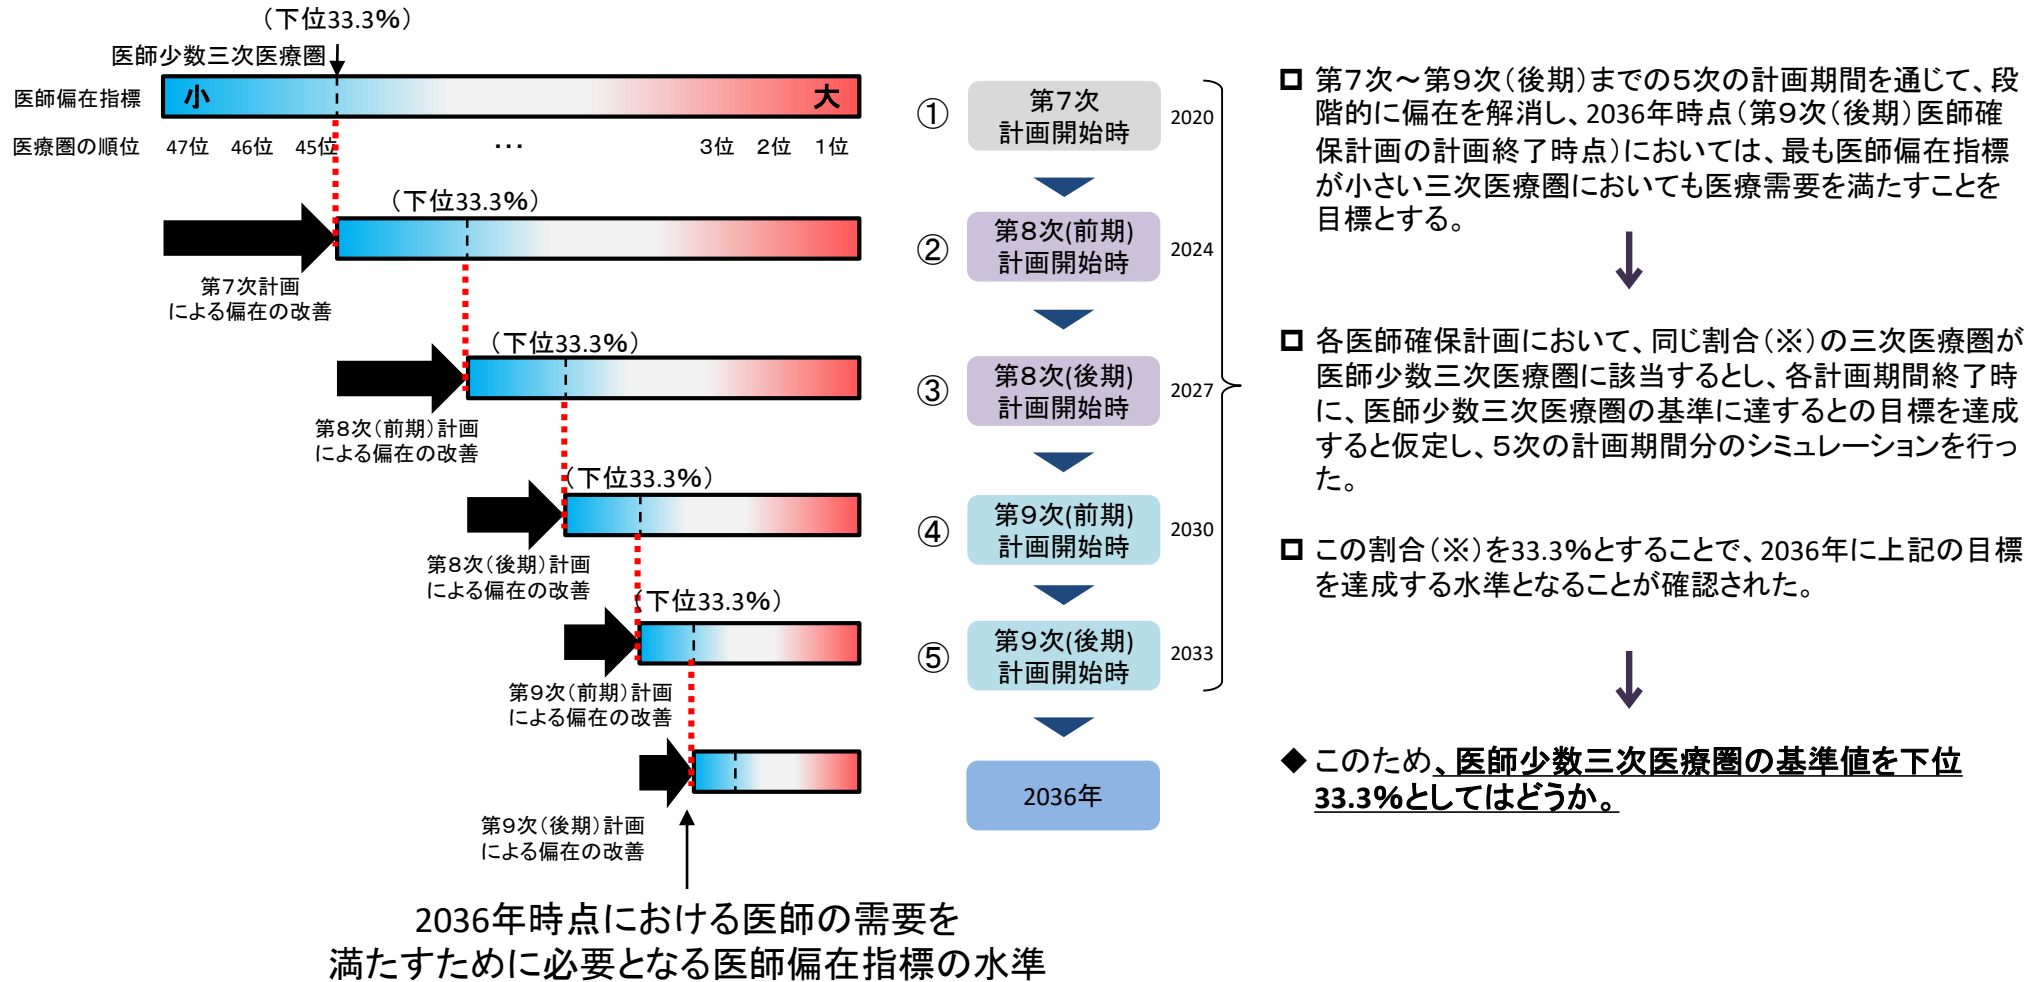 （下位33.3％）
医師少数三次医療圏
医師偏在指標
小
大
医療圏の順位
47位 46位 45位 ・・・ 3位 2位 1位
（下位33.3％）
第7次計画
による偏在の改善
（下位33.3％）
第8次（前期）計画
による偏在の改善
（下位33.3％）
第8次（後期）計画
による偏在の改善
（下位33.3％）
第9次（前期）計画
による偏在の改善
第9次（後期）計画
による偏在の改善
2036年時点における医師の需要を
満たすために必要となる医師偏在指標の水準
①
第7次
計画開始時
2020
②
第8次(前期)
計画開始時
2024
③
第8次(後期)
計画開始時
2027
④
第9次(前期)
計画開始時
2030
⑤
第9次(後期)
計画開始時
2033
2036年
第7次～第9次（後期）までの5次の計画期間を通じて、段
階的に偏在を解消し、2036年時点（第9次（後期）医師確
保計画の計画終了時点）においては、最も医師偏在指標
が小さい三次医療圏においても医療需要を満たすことを
目標とする。
各医師確保計画において、同じ割合（※）の三次医療圏が
医師少数三次医療圏に該当するとし、各計画期間終了時
に、医師少数三次医療圏の基準に達するとの目標を達成
すると仮定し、5次の計画期間分のシミュレーションを行っ
た。
この割合（※）を33.3%とすることで、2036年に上記の目標
を達成する水準となることが確認された。
◆このため、医師少数三次医療圏の基準値を下位
33.3%としてはどうか。